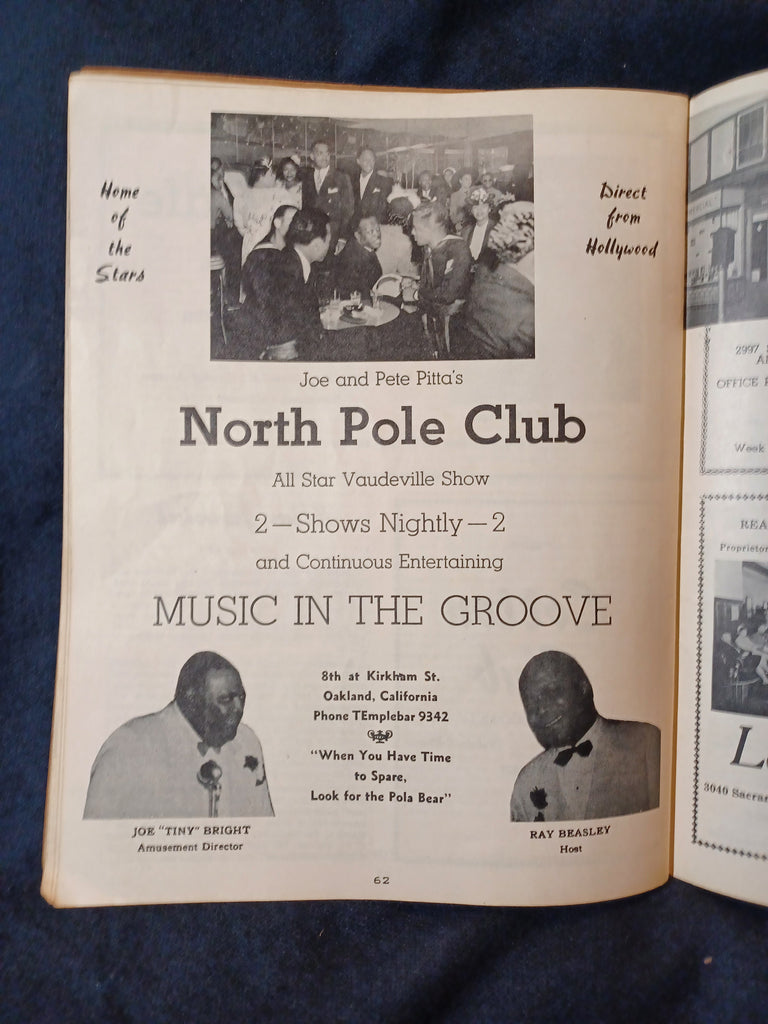 Home
of
the
Stars
Direct
from
Hollywood
Joe and Pete Pitta's
North Pole Club
All Star Vaudeville Show
2—Shows Nightly—2
and Continuous Entertaining
MUSIC IN THE GROOVE
8th at Kirkham St.
Oakland, California
Phone TEmplebar 9342
"When You Have Time
to Spare,
Look for the Pola Bear"
JOE "TINY" BRIGHT
Amusement Director
RAY BEASLEY
Host
62
2997
OFFICE
Week
REA
Proprietor
3040 Sacra